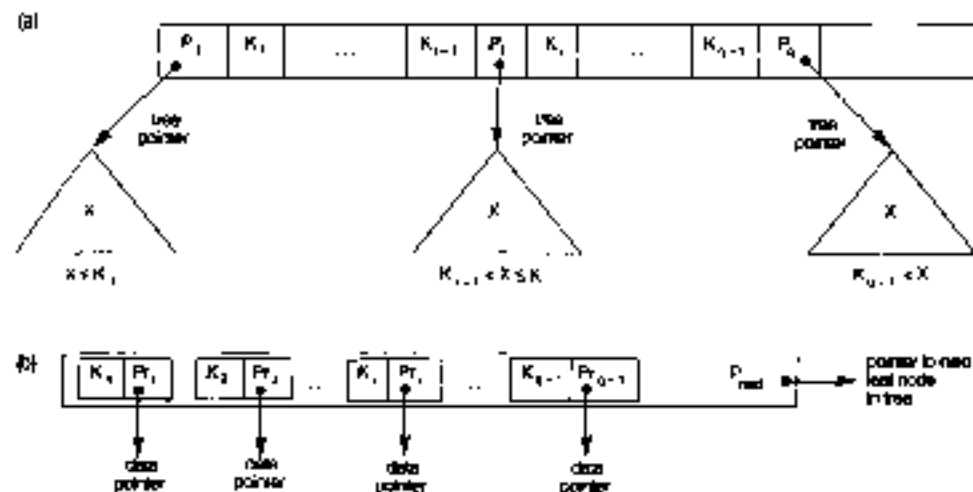 (a)
P1 K1 ... Ki-1 Pi Ki .. Kq-1 Pq
tree pointer
tree pointer
tree pointer
X
X
X
X ≤ K1
Ki-1 < X ≤ Ki
Kq-1 < X
(b)
K1 Pr1 K2 Pr2 .. Ki Pri .. Kq-1 Prq-1 Pnext
pointer to next
leaf node
in tree
data pointer
data pointer
data pointer
data pointer